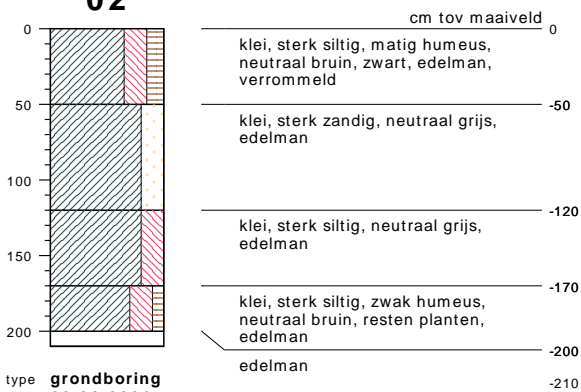 02
cm tov maaiveld
0
0
klei, sterk siltig, matig humeus,
neutraal bruin, zwart, edelman,
verrommeld
50
-50
klei, sterk zandig, neutraal grijs,
edelman
100
-120
klei, sterk siltig, neutraal grijs,
edelman
150
-170
klei, sterk siltig, zwak humeus,
neutraal bruin, resten planten,
edelman
200
-200
edelman
-210
type grondboring